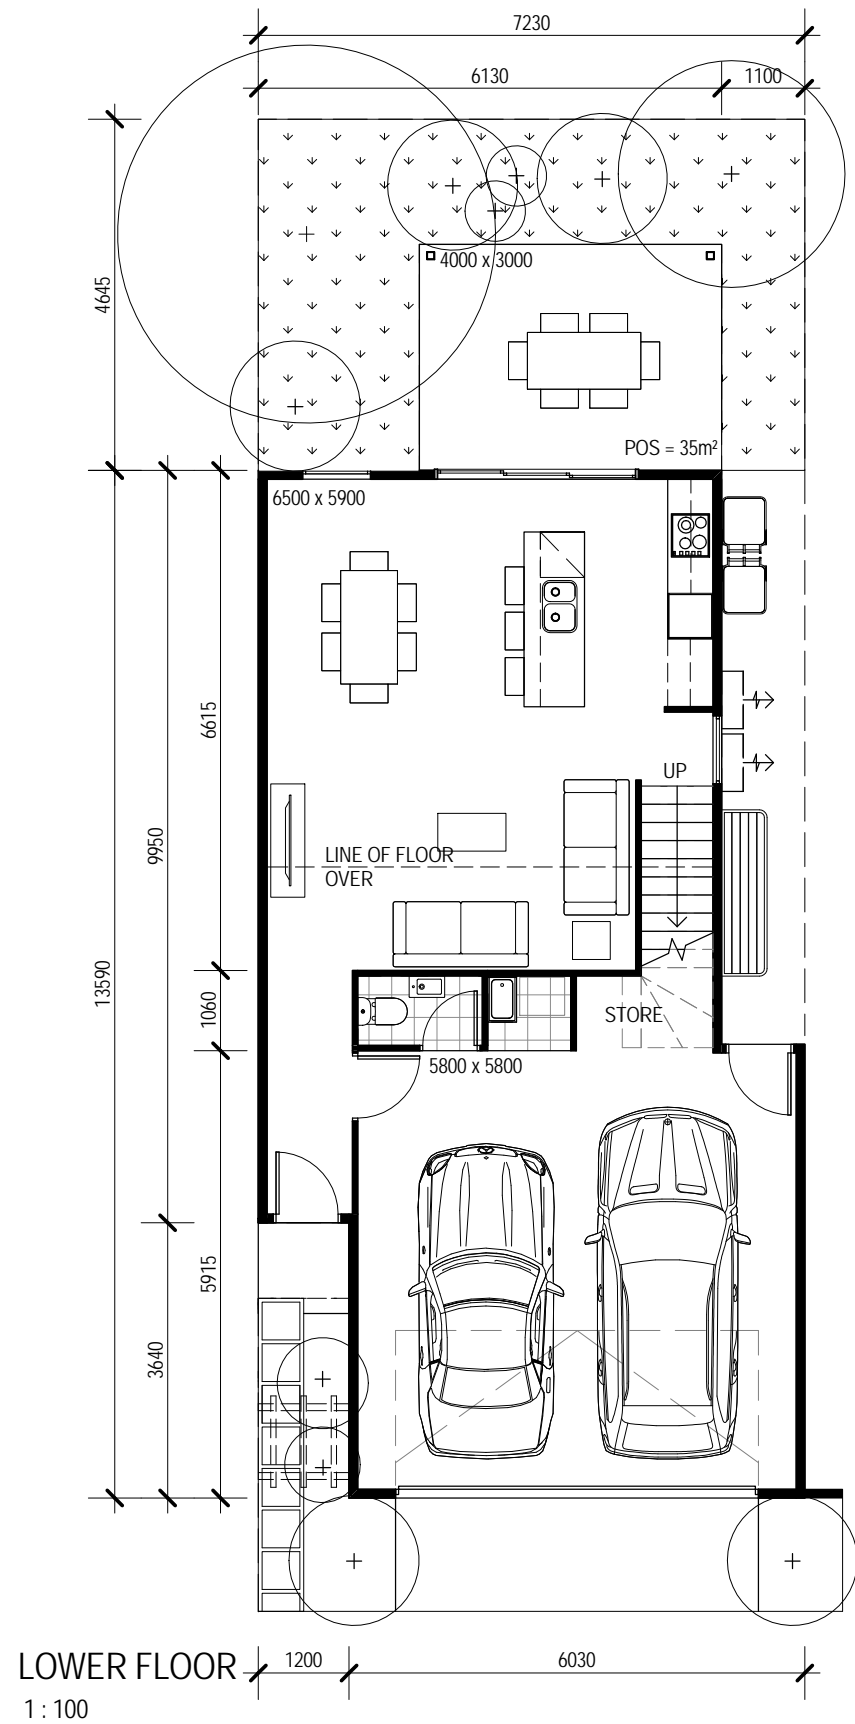 7230
6130
1100
4000 x 3000
4645
POS = 35m²
6500 x 5900
6615
UP
9950
LINE OF FLOOR
OVER
13590
1060
STORE
5800 x 5800
5915
3640
LOWER FLOOR
1200
6030
1 : 100